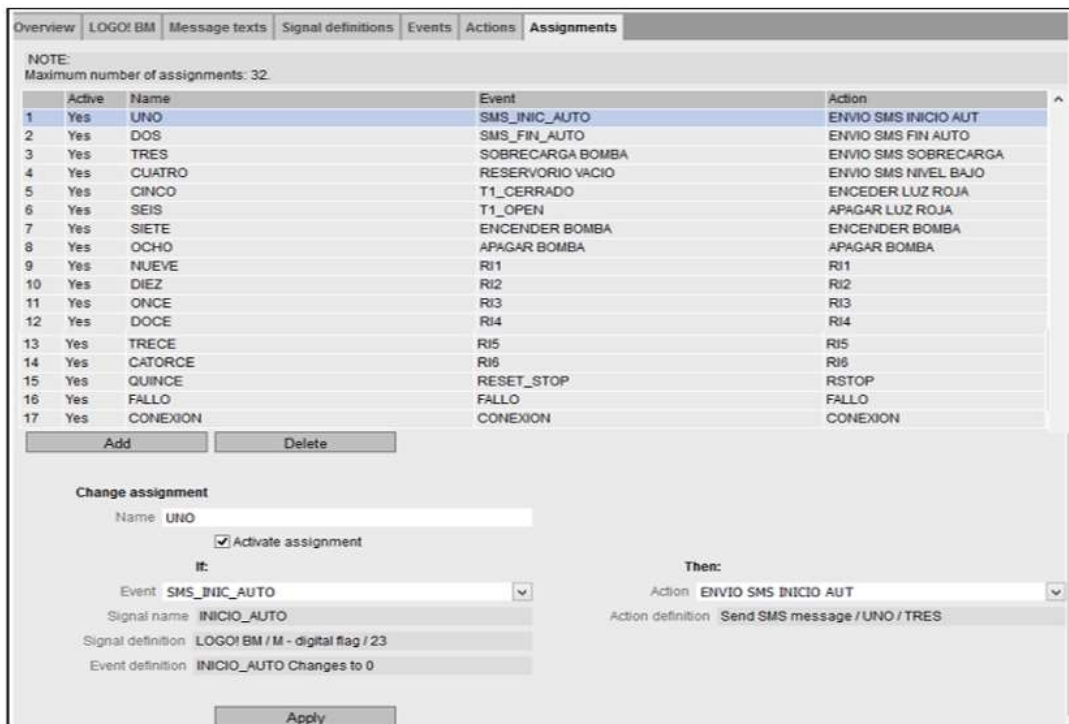 Overview LOGO! BM Message texts Signal definitions Events Actions Assignments
NOTE:
Maximum number of assignments: 32.
Active Name Event Action
1 Yes UNO SMS_INIC_AUTO ENVIO SMS INICIO AUT
2 Yes DOS SMS_FIN_AUTO ENVIO SMS FIN AUTO
3 Yes TRES SOBRECARGA BOMBA ENVIO SMS SOBRECARGA
4 Yes CUATRO RESERVORIO VACIO ENVIO SMS NIVEL BAJO
5 Yes CINCO T1_CERRADO ENCEDER LUZ ROJA
6 Yes SEIS T1_OPEN APAGAR LUZ ROJA
7 Yes SIETE ENCENDER BOMBA ENCENDER BOMBA
8 Yes OCHO APAGAR BOMBA APAGAR BOMBA
9 Yes NUEVE RI1 RI1
10 Yes DIEZ RI2 RI2
11 Yes ONCE RI3 RI3
12 Yes DOCE RI4 RI4
13 Yes TRECE RI5 RI5
14 Yes CATORCE RI6 RI6
15 Yes QUINCE RESET_STOP RSTOP
16 Yes FALLO FALLO FALLO
17 Yes CONEXION CONEXION CONEXION
Add Delete
Change assignment
Name UNO
Activate assignment
If: Then:
Event SMS_INIC_AUTO Action ENVIO SMS INICIO AUT
Signal name INICIO_AUTO Action definition Send SMS message / UNO / TRES
Signal definition LOGO! BM / M - digital flag / 23
Event definition INICIO_AUTO Changes to 0
Apply